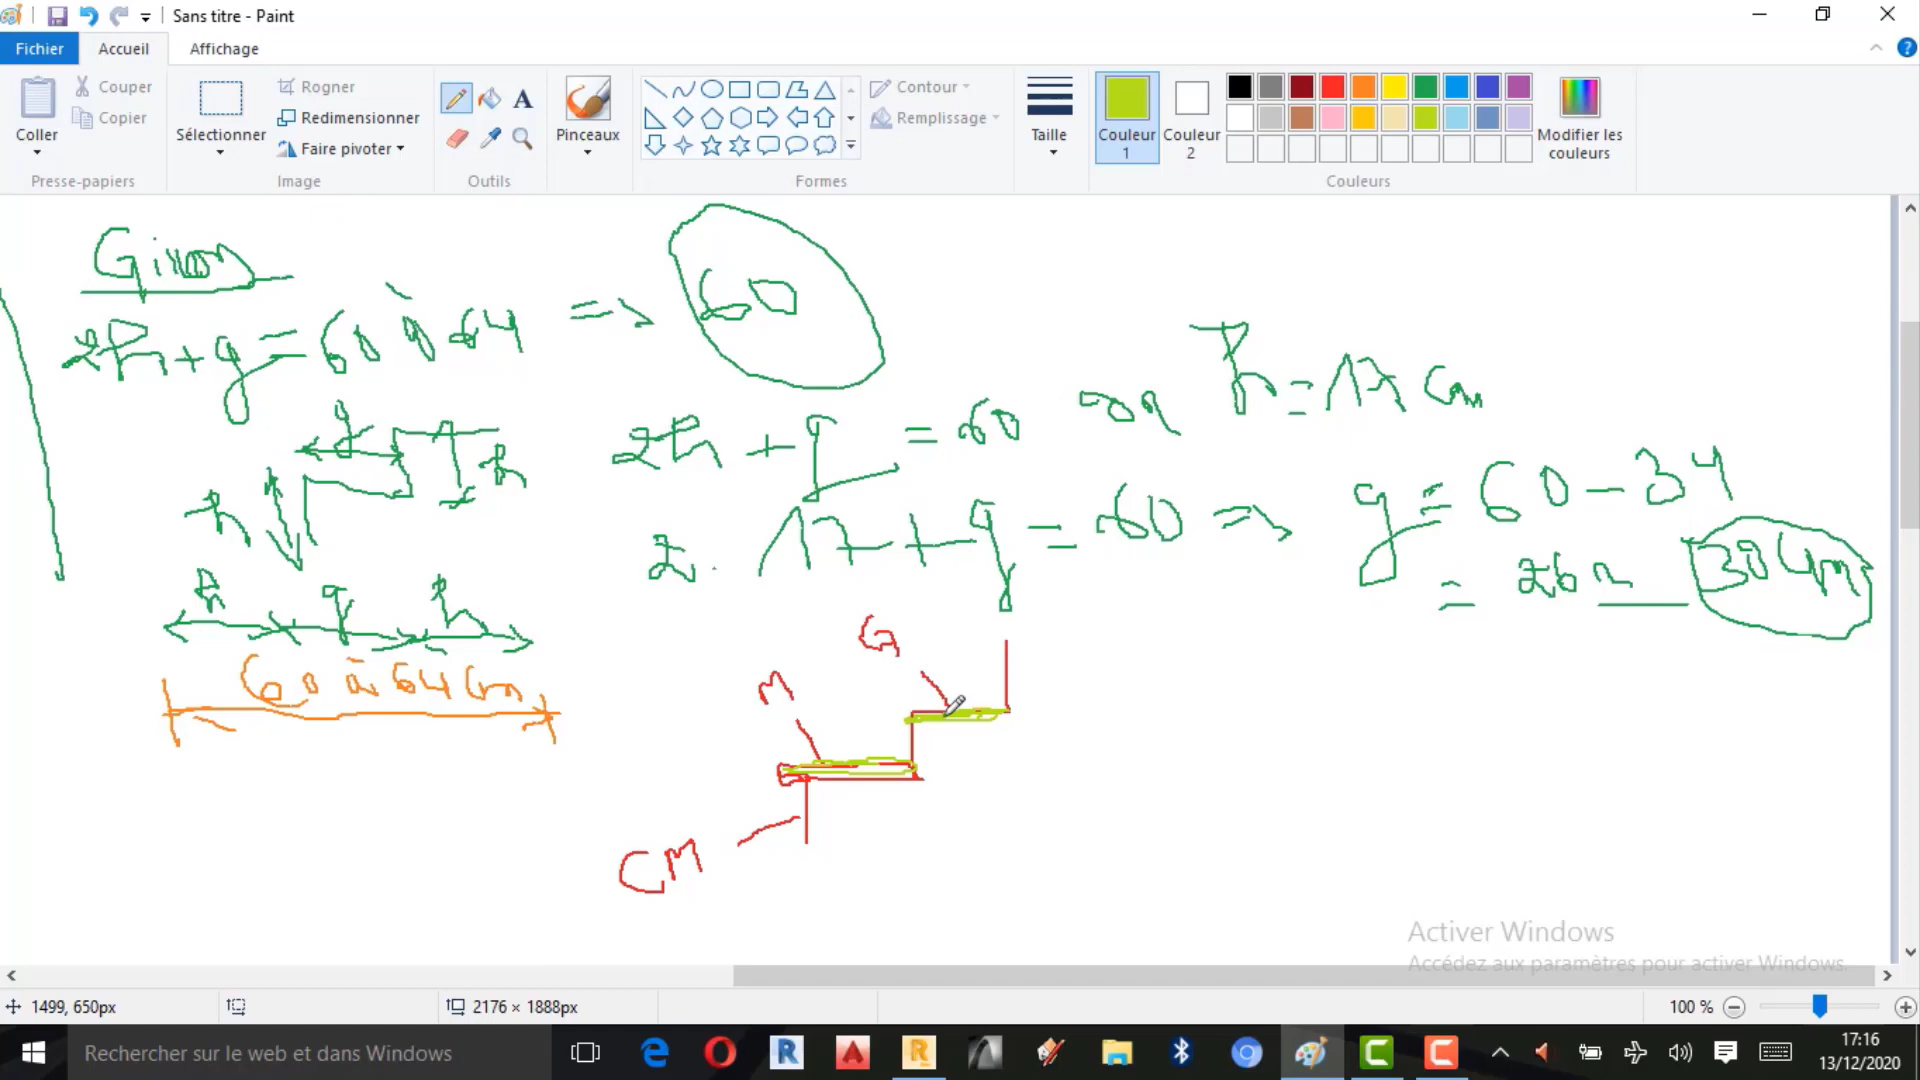 Sans titre - Paint
Fichier
Accueil
Affichage
Coller
Couper
Copier
Presse-papiers
Sélectionner
Rogner
Redimensionner
Faire pivoter
Image
A
Outils
Pinceaux
Contour
Remplissage
Formes
Taille
Couleur 1
Couleur 2
Modifier les couleurs
Couleurs
Giron
2h+g=60 à 64 => 60
2h + g = 60 or h = 17 Cm
2. 17 + g = 60 => g = 60 - 34
= 26 ~ 30 Cm
g
h
h
h g h
60 à 64 Cm
G
M
CM
Activer Windows
Accédez aux paramètres pour activer Windows.
1499, 650px
2176 × 1888px
100 %
Rechercher sur le web et dans Windows
17:16
13/12/2020